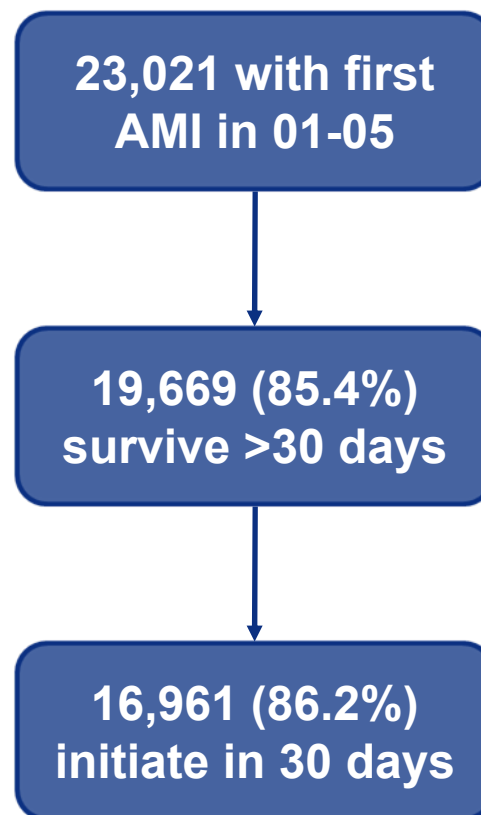 23,021 with first
AMI in 01-05
19,669 (85.4%)
survive >30 days
16,961 (86.2%)
initiate in 30 days